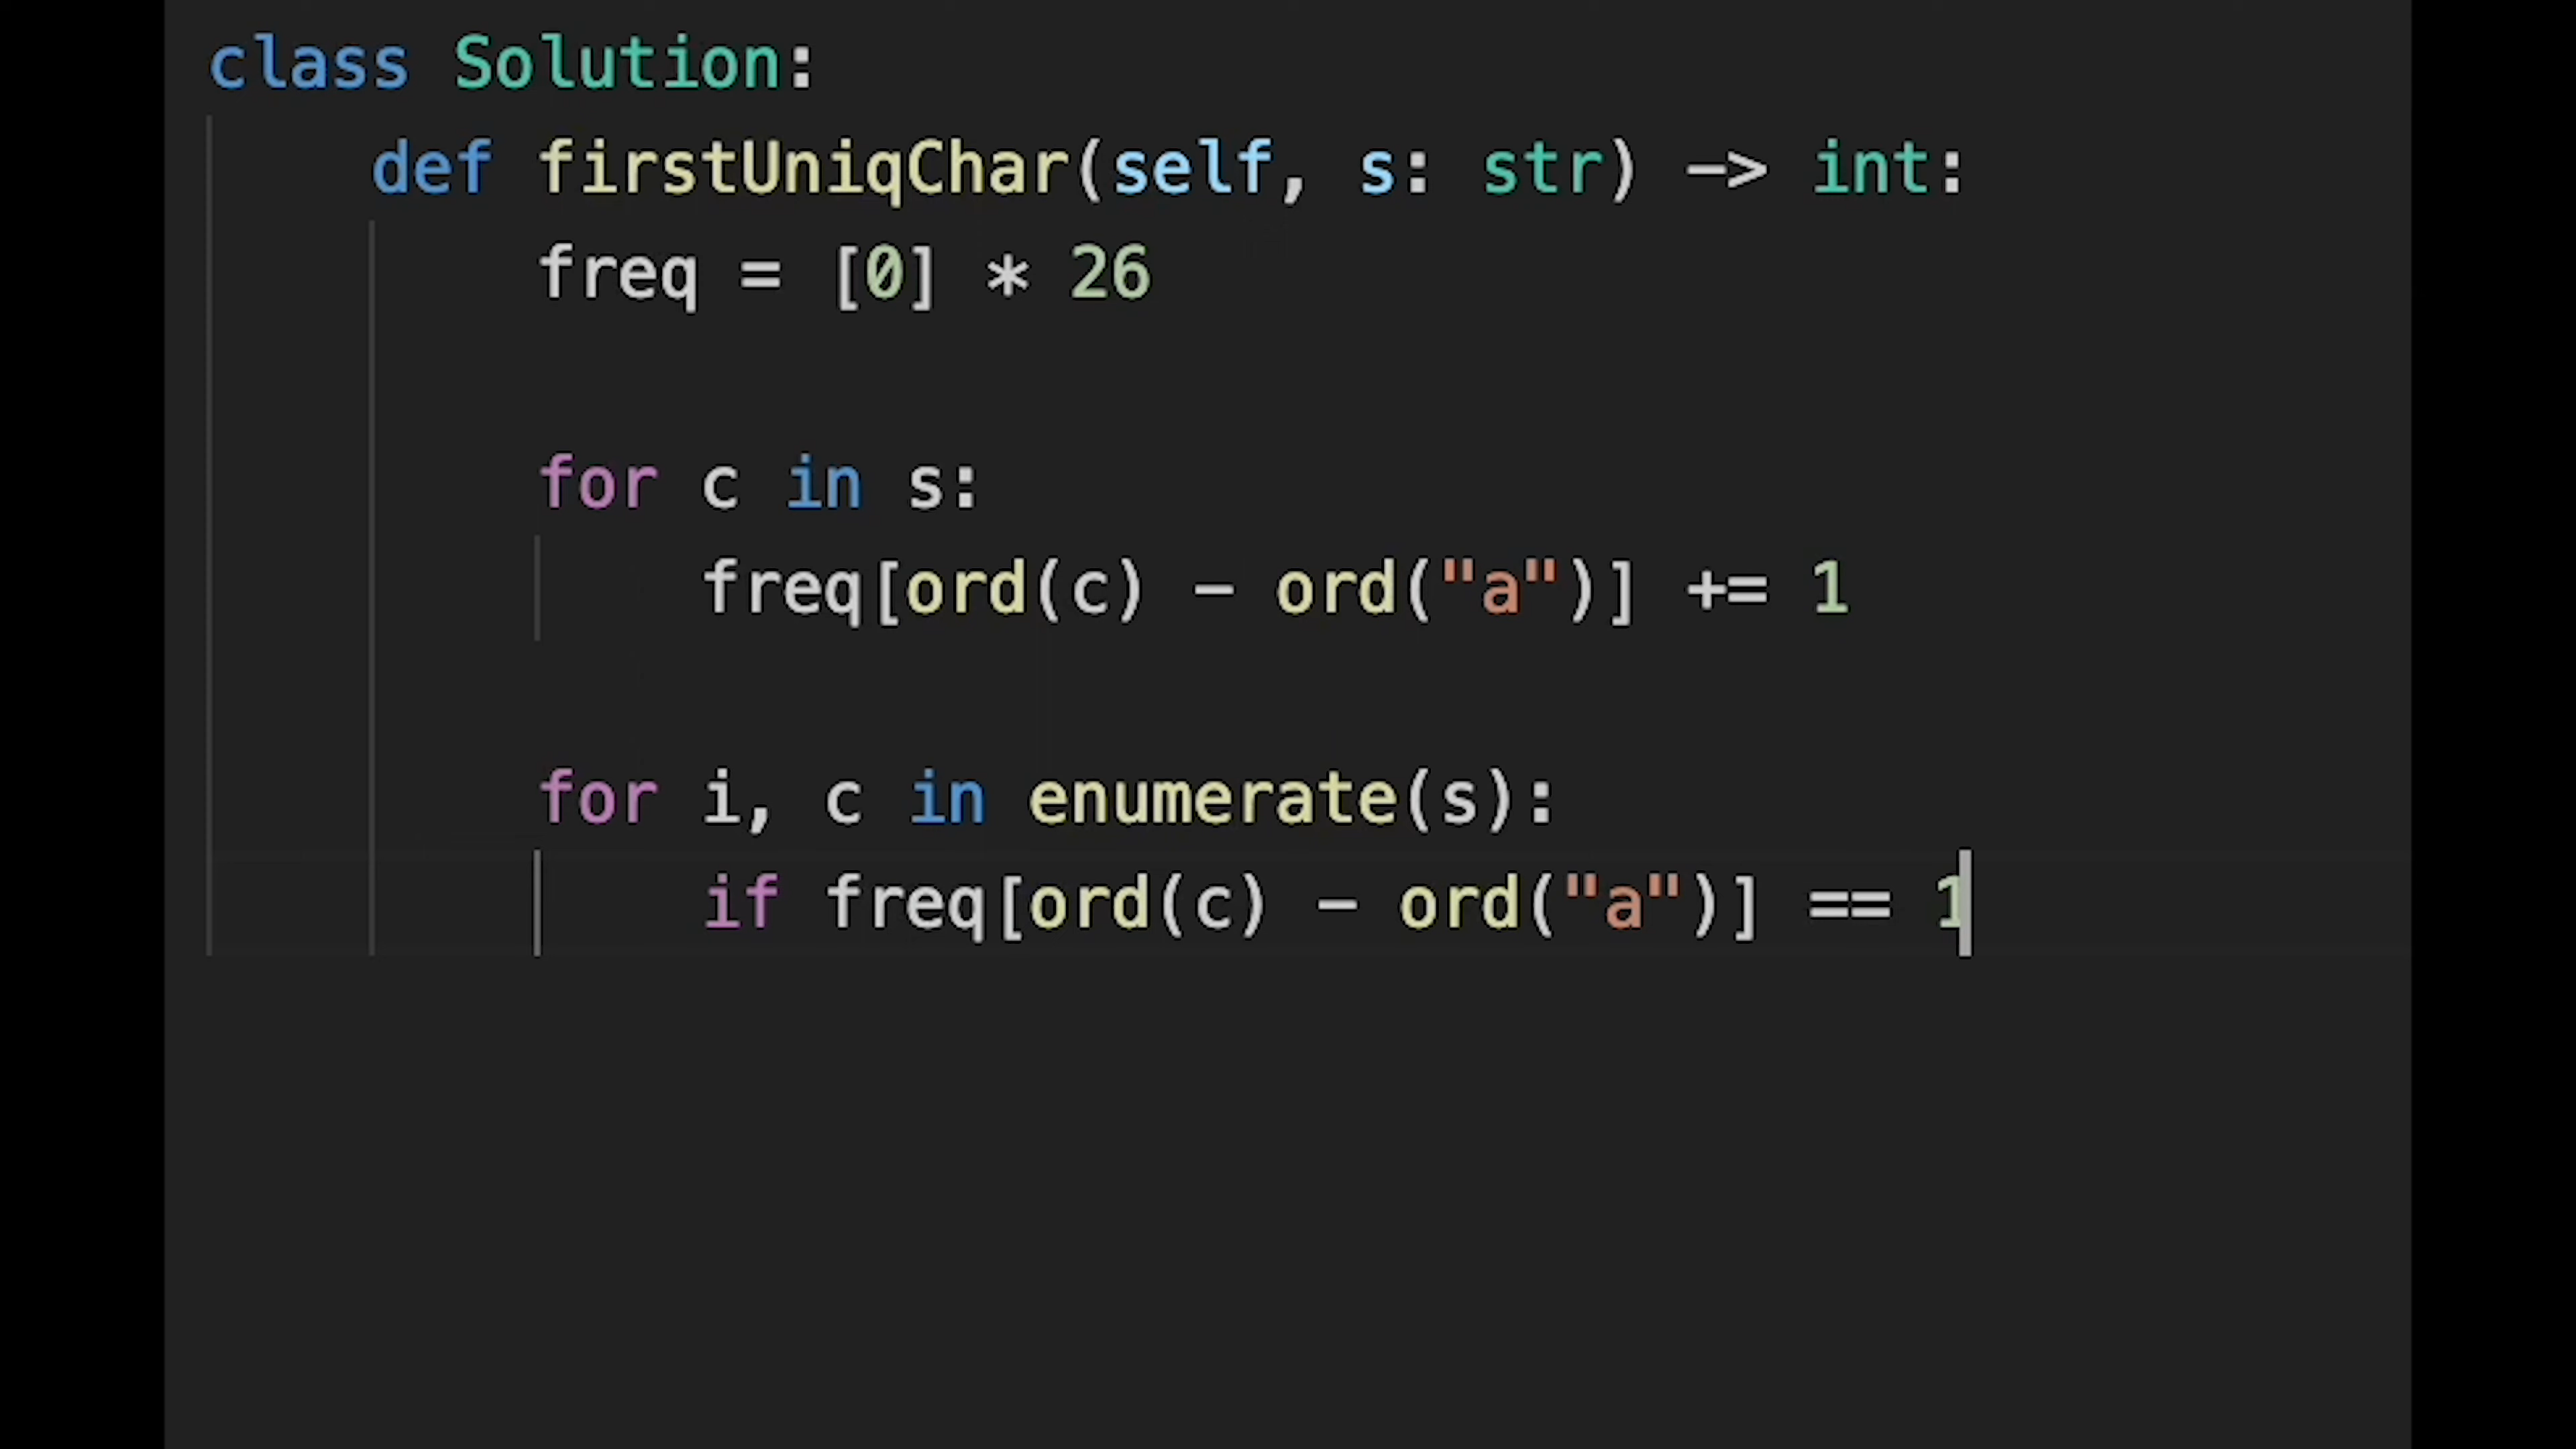 class Solution:
    def firstUniqChar(self, s: str) -> int:
        freq = [0] * 26

        for c in s:
            freq[ord(c) - ord("a")] += 1

        for i, c in enumerate(s):
            if freq[ord(c) - ord("a")] == 1